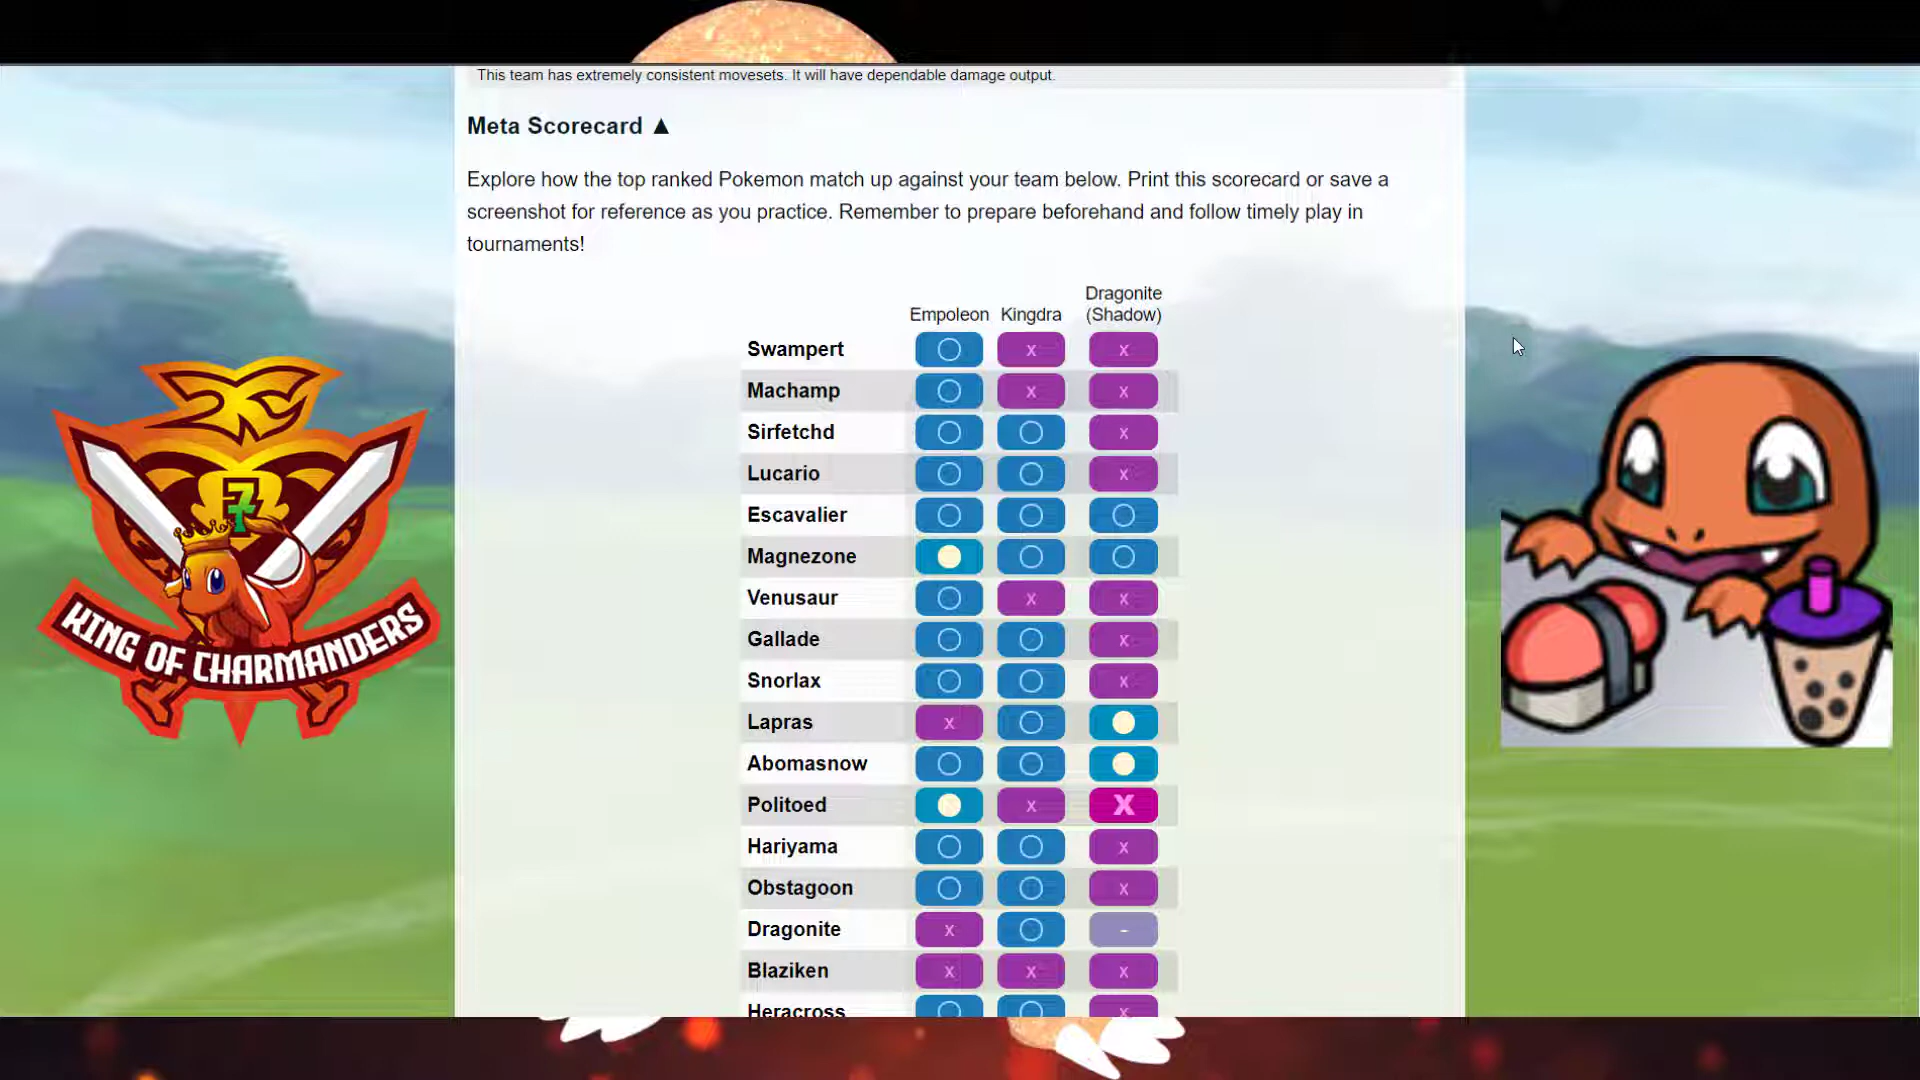 This team has extremely consistent movesets. It will have dependable damage output.
Meta Scorecard ▲
Explore how the top ranked Pokemon match up against your team below. Print this scorecard or save a
screenshot for reference as you practice. Remember to prepare beforehand and follow timely play in
tournaments!
Empoleon Kingdra Dragonite
(Shadow)
Swampert x x
Machamp x x
Sirfetchd x
Lucario x
Escavalier
Magnezone
Venusaur x x
Gallade x
Snorlax x
Lapras x
Abomasnow
Politoed x X
Hariyama x
Obstagoon x
Dragonite x -
Blaziken x x x
Heracross x
KING OF CHARMANDERS